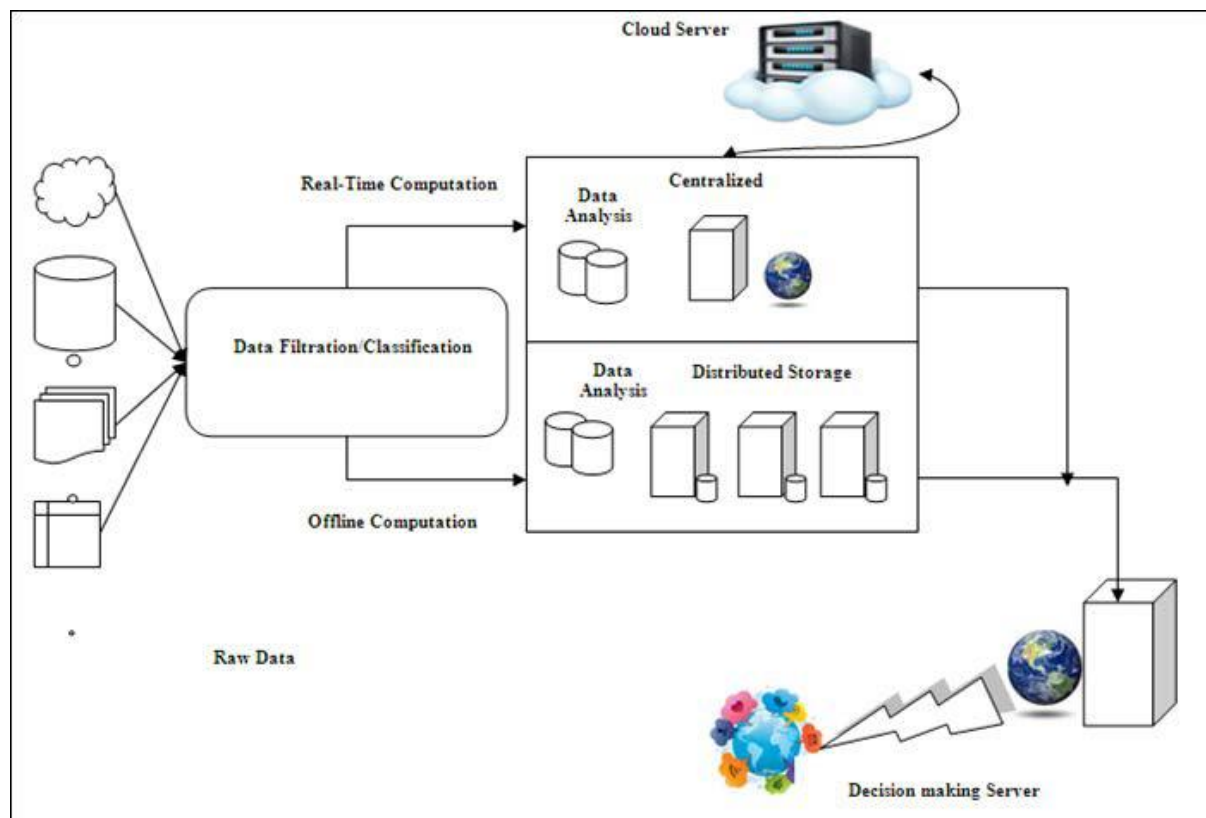 Cloud Server
Real-Time Computation
Centralized
Data
Analysis
Data Filtration/Classification
Data
Analysis
Distributed Storage
Offline Computation
Raw Data
Decision making Server